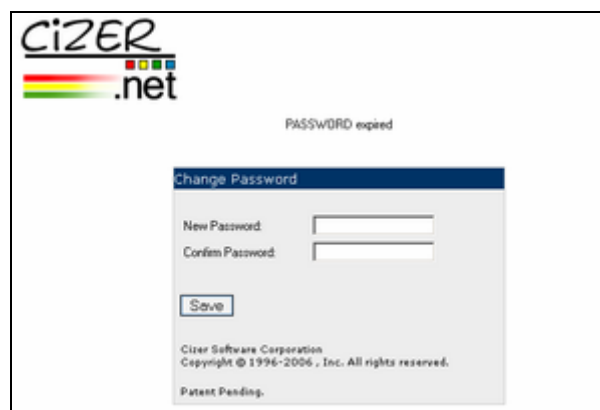 CiZER
.net
PASSWORD expired
Change Password
New Password:
Confirm Password:
Save
Cizer Software Corporation
Copyright © 1996-2006 , Inc. All rights reserved.
Patent Pending.